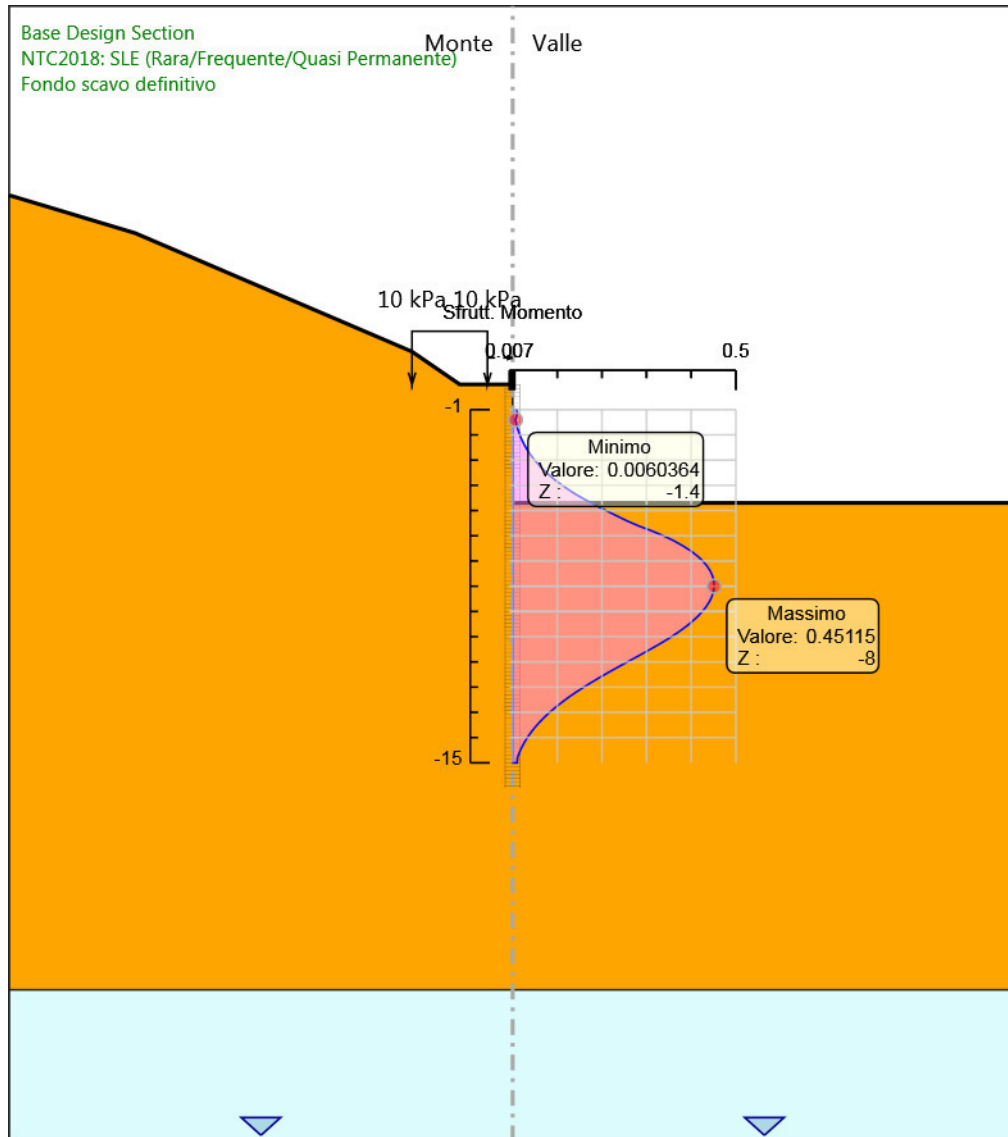 Base Design Section
NTC2018: SLE (Rara/Frequente/Quasi Permanente)
Fondo scavo definitivo
Monte
Valle
10 kPa 10 kPa
Sfrutt. Momento
0.007
0.5
-1
Minimo
Valore: 0.0060364
Z : -1.4
Massimo
Valore: 0.45115
Z : -8
-15